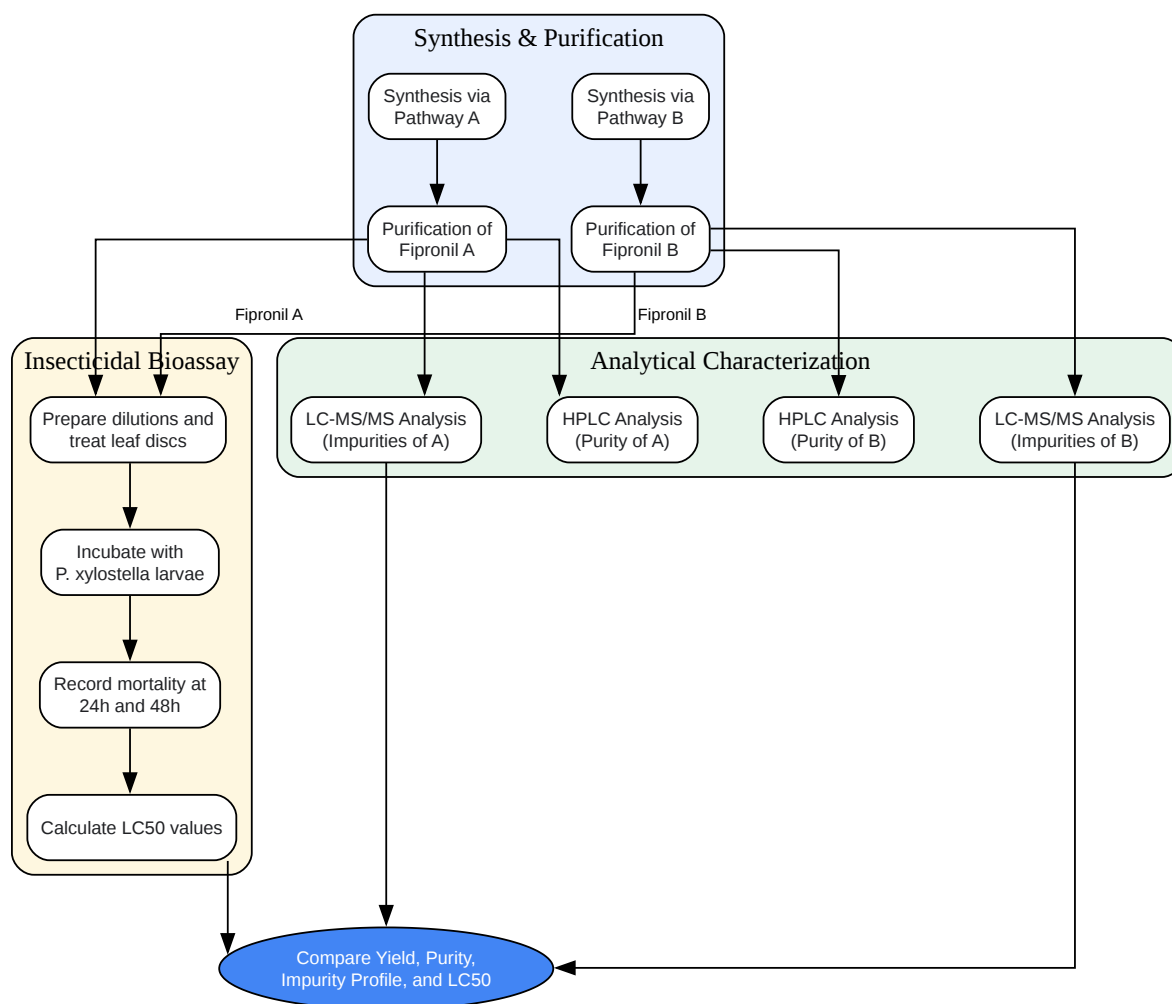 Synthesis & Purification
Synthesis via
Pathway A
Synthesis via
Pathway B
Purification of
Fipronil A
Purification of
Fipronil B
Fipronil A
Fipronil B
Insecticidal Bioassay
Analytical Characterization
Prepare dilutions and
treat leaf discs
LC-MS/MS Analysis
(Impurities of A)
HPLC Analysis
(Purity of A)
HPLC Analysis
(Purity of B)
LC-MS/MS Analysis
(Impurities of B)
Incubate with
P. xylostella larvae
Record mortality at
24h and 48h
Calculate LC50 values
Compare Yield, Purity,
Impurity Profile, and LC50